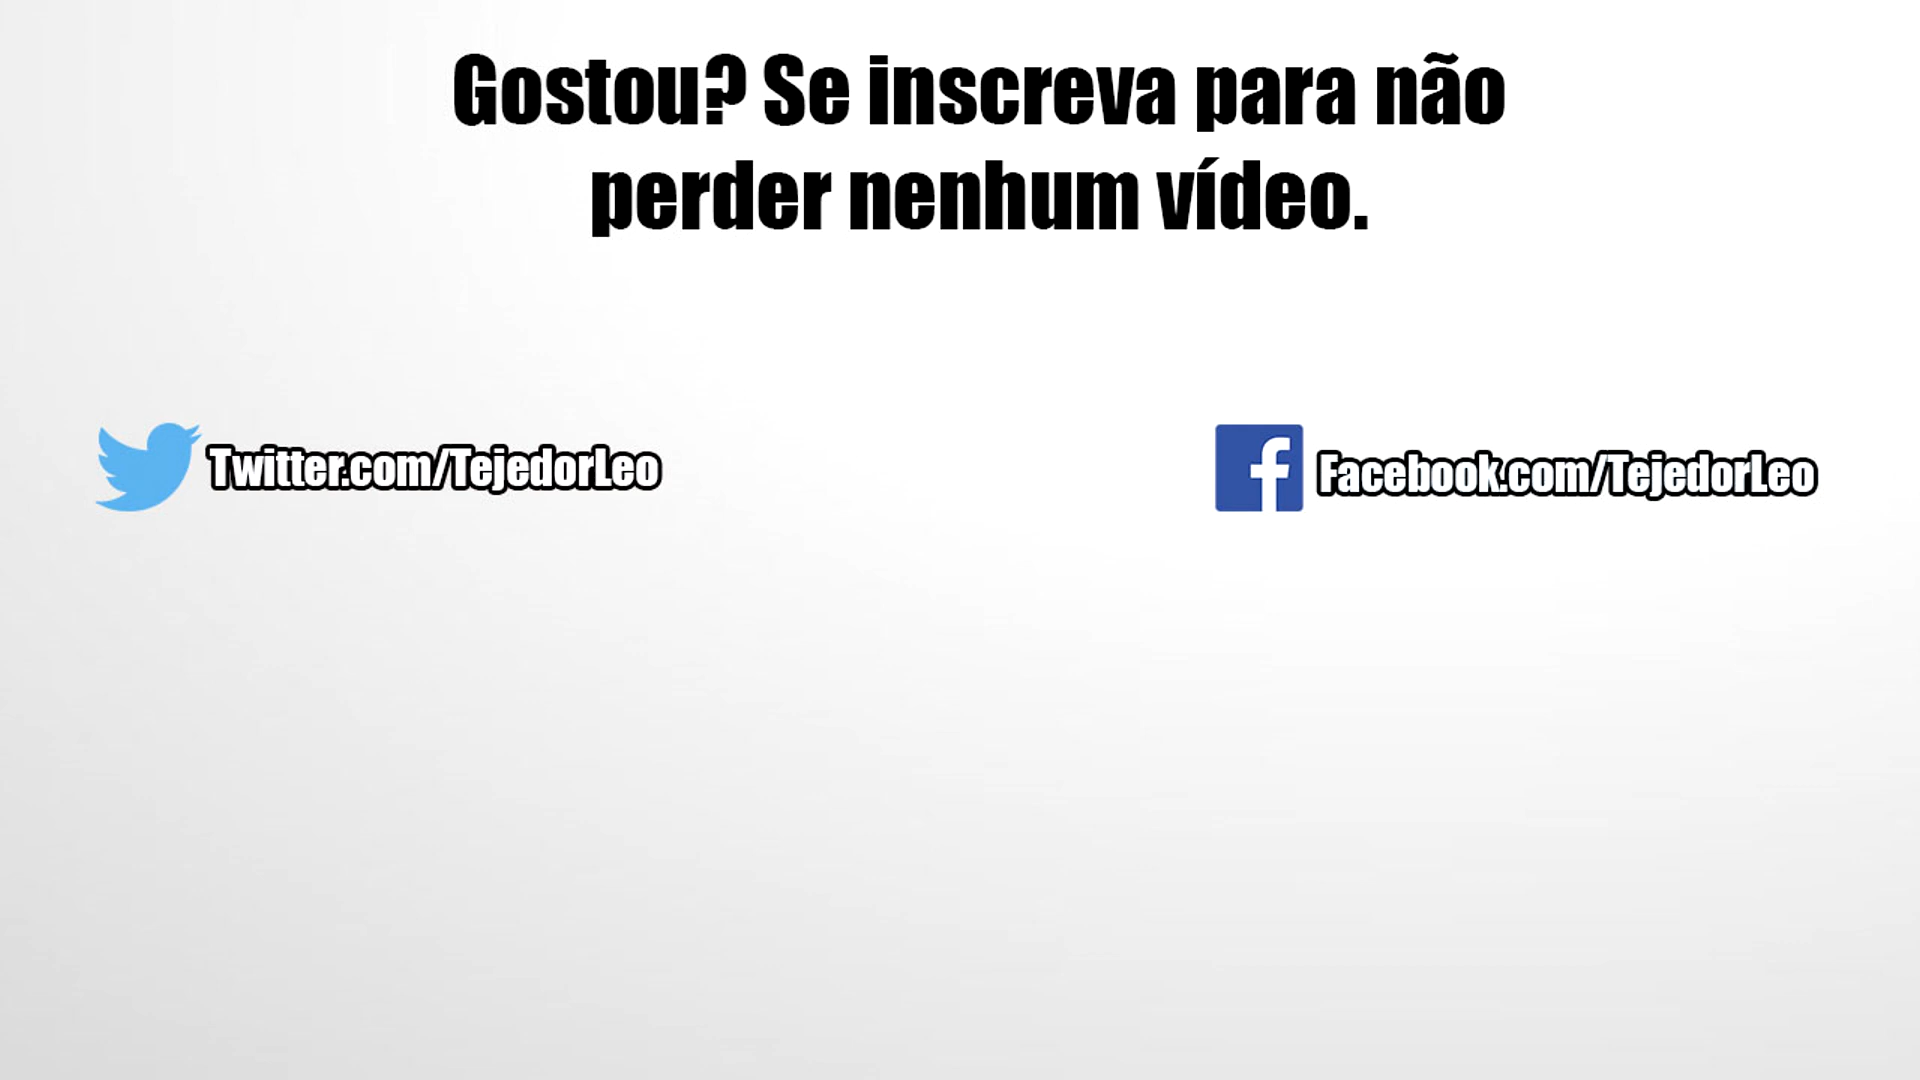 Gostou? Se inscreva para não
perder nenhum vídeo.
Twitter.com/TejedorLeo
Facebook.com/TejedorLeo